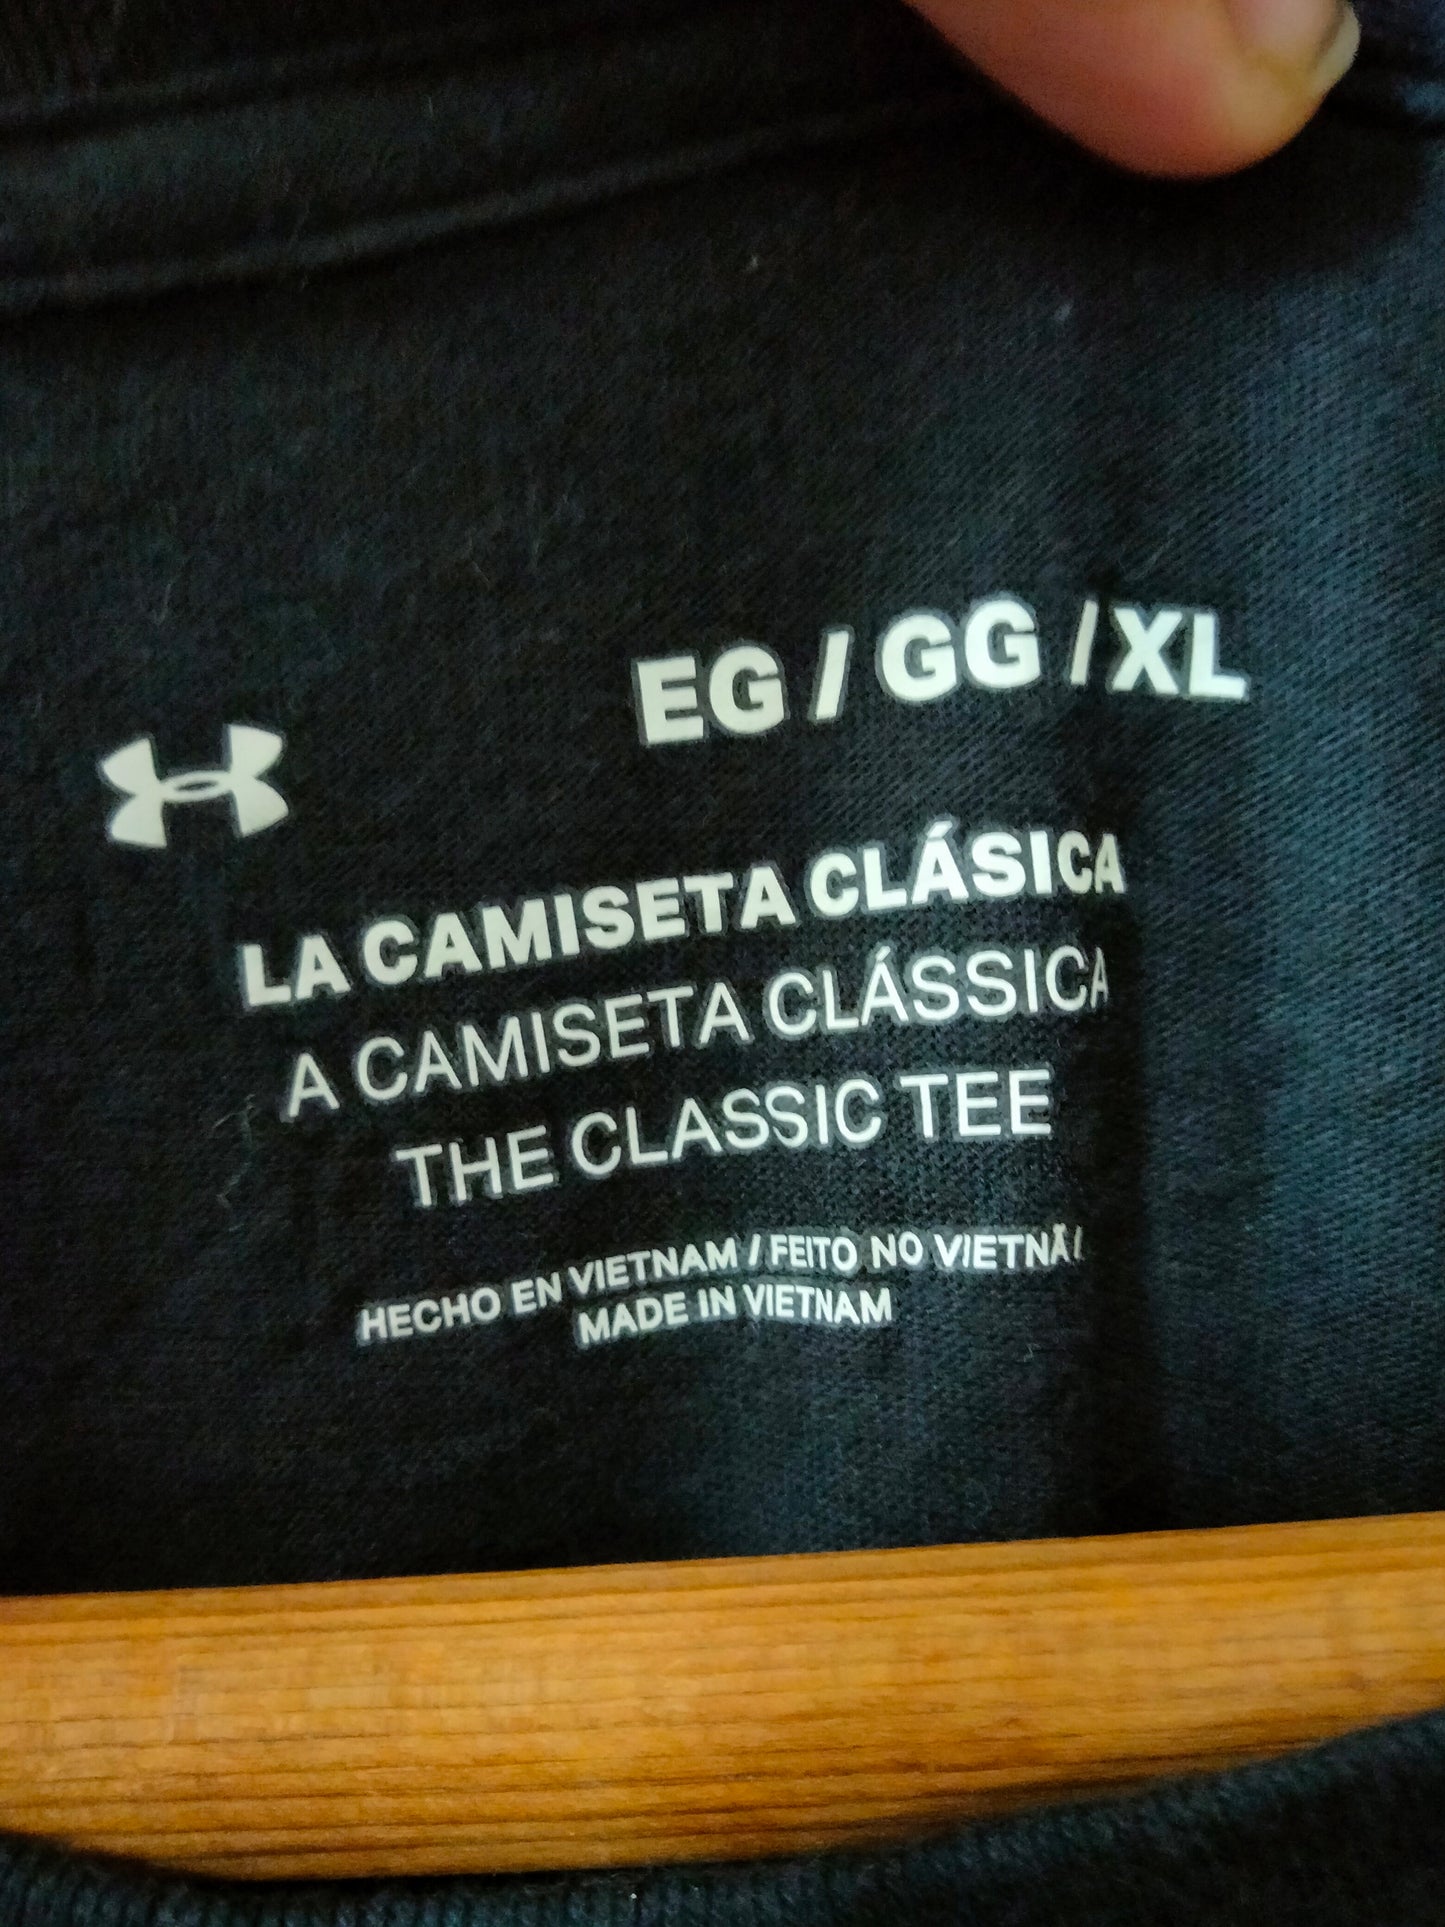 EG / GG / XL
LA CAMISETA CLÁSICA
A CAMISETA CLÁSSICA
THE CLASSIC TEE
HECHO EN VIETNAM / FEITO NO VIETNÃ /
MADE IN VIETNAM